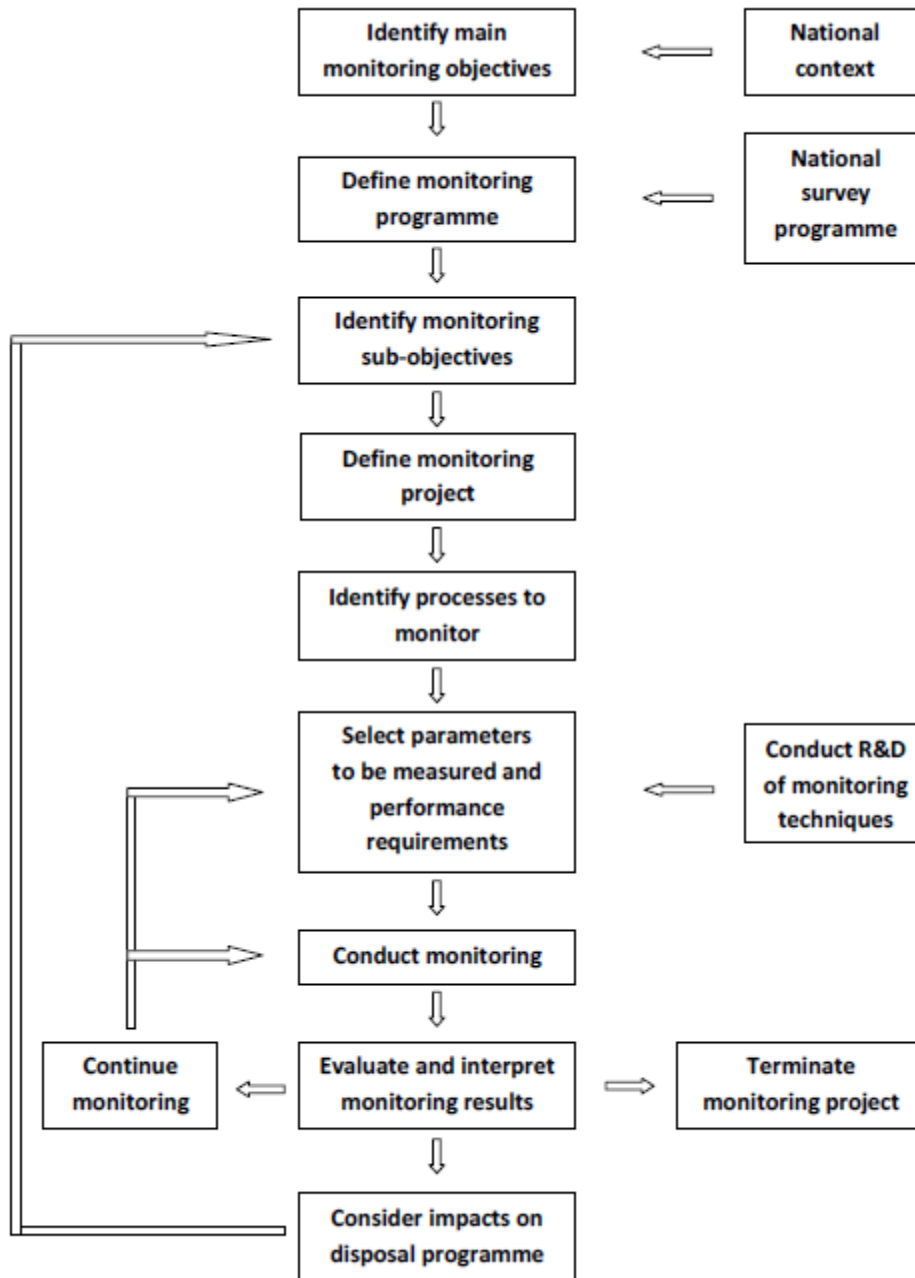 Identify main
monitoring objectives
National
context
Define monitoring
programme
National
survey
programme
Identify monitoring
sub-objectives
Define monitoring
project
Identify processes to
monitor
Select parameters
to be measured and
performance
requirements
Conduct R&D
of monitoring
techniques
Conduct monitoring
Continue
monitoring
Evaluate and interpret
monitoring results
Terminate
monitoring project
Consider impacts on
disposal programme